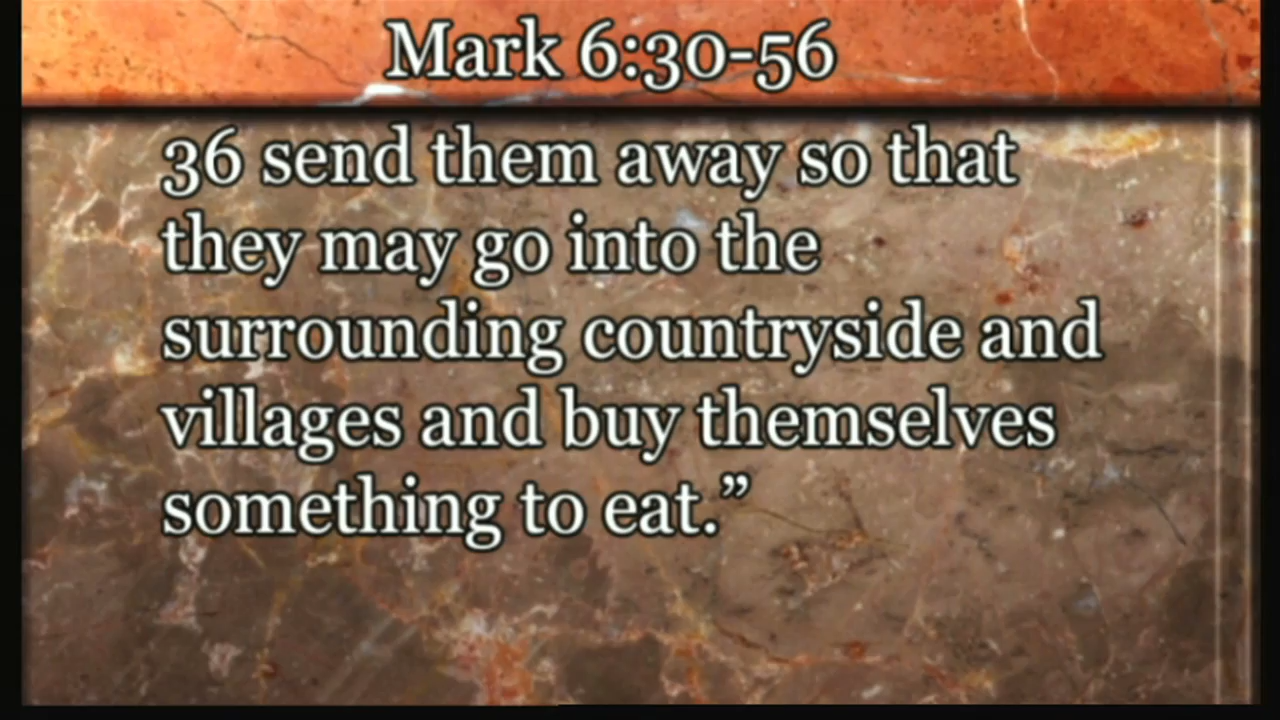 Mark 6:30-56
36 send them away so that
they may go into the
surrounding countryside and
villages and buy themselves
something to eat.”